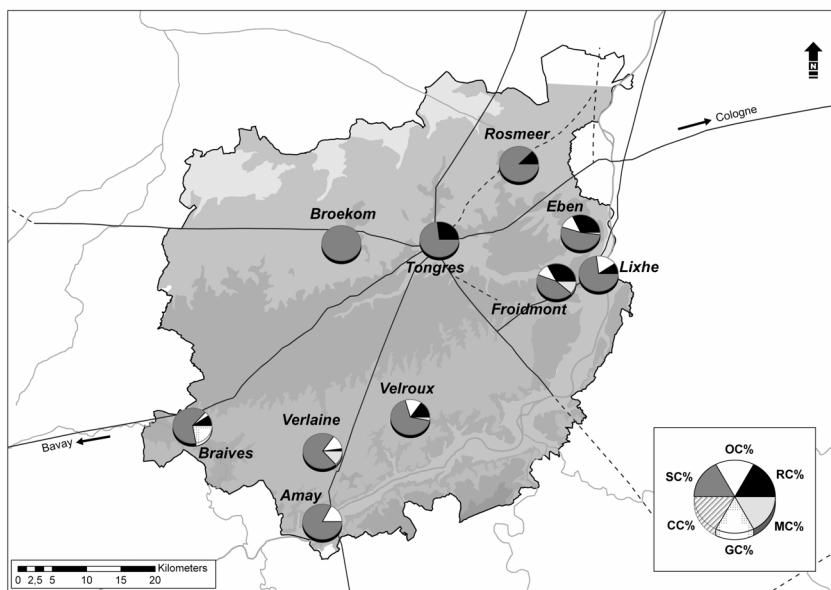 N
Cologne
Rosmeer
Eben
Broekom
Tongres
Lixhe
Froidmont
Velroux
Verlaine
Braives
Bavay
Amay
OC%
SC% RC%
CC% MC%
GC%
Kilometers
0 2,5 5 10 15 20